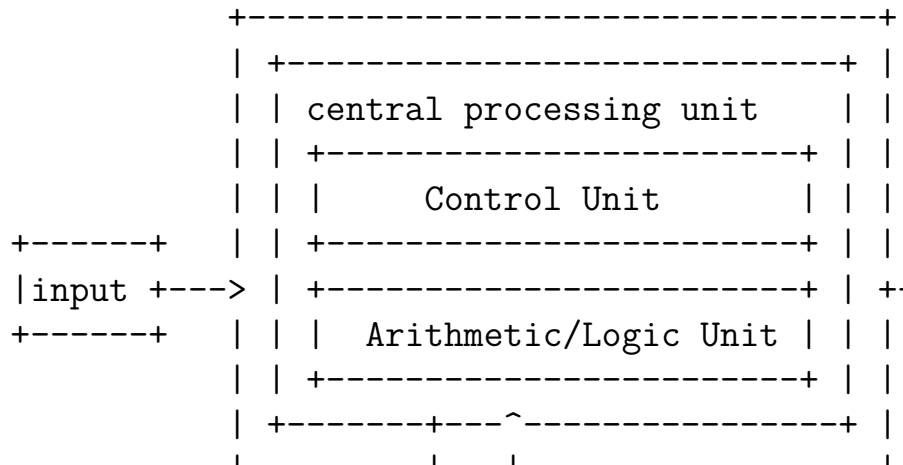 central processing unit
Control Unit
input
Arithmetic/Logic Unit